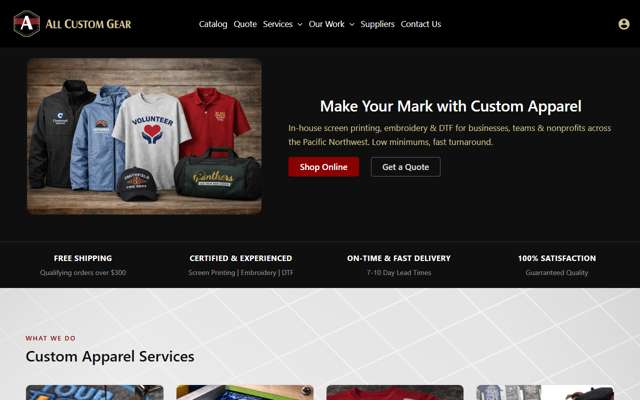 A ALL CUSTOM GEAR
Catalog Quote Services Our Work Suppliers Contact Us
VOLUNTEER
Panthers
Make Your Mark with Custom Apparel
In-house screen printing, embroidery & DTF for businesses, teams & nonprofits across
the Pacific Northwest. Low minimums, fast turnaround.
Shop Online Get a Quote
FREE SHIPPING
Qualifying orders over $300
CERTIFIED & EXPERIENCED
Screen Printing | Embroidery | DTF
ON-TIME & FAST DELIVERY
7-10 Day Lead Times
100% SATISFACTION
Guarranteed Quality
WHAT WE DO
Custom Apparel Services
TOUR